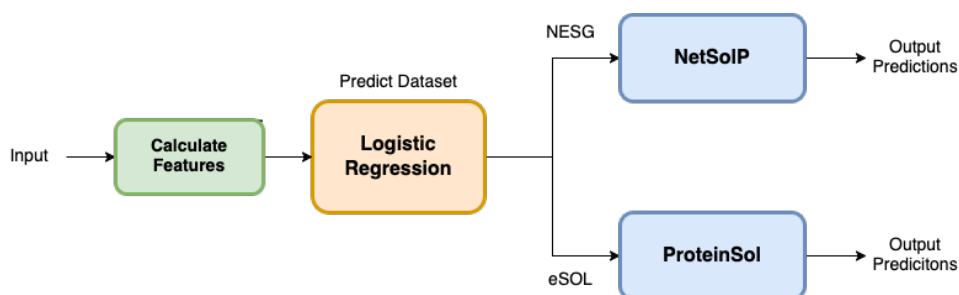 Input
Calculate
Features
Predict Dataset
Logistic
Regression
NESG
NetSolP
Output
Predictions
eSOL
ProteinSol
Output
Predicitons